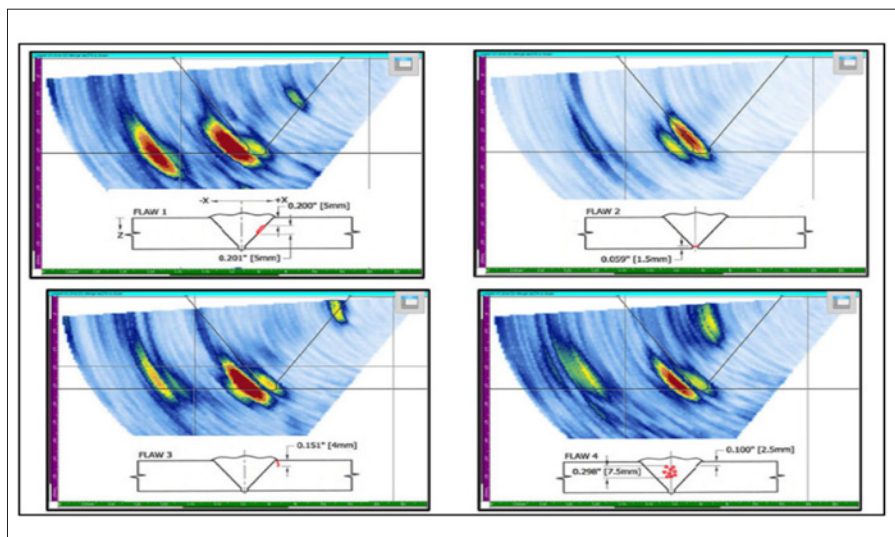 -X +X
0.200" [5mm]
FLAW 1
Z
0.201" [5mm]
FLAW 2
0.059" [1.5mm]
0.151" [4mm]
FLAW 3
0.100" [2.5mm]
FLAW 4
0.298" [7.5mm]